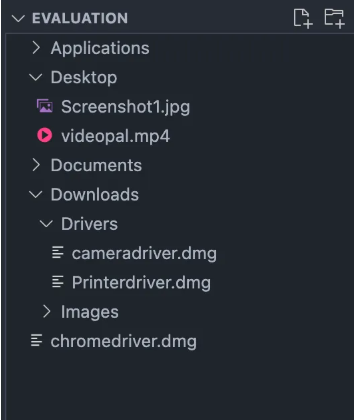 EVALUATION
Applications
Desktop
Screenshot1.jpg
videopal.mp4
Documents
Downloads
Drivers
cameradriver.dmg
Printerdriver.dmg
Images
chromedriver.dmg